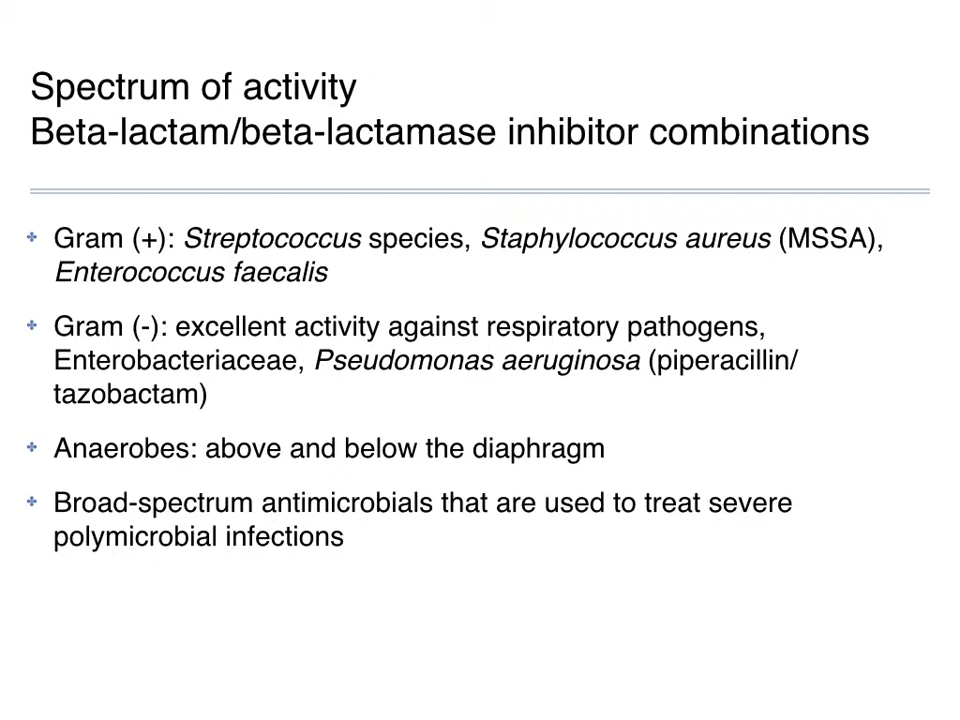 Spectrum of activity
Beta-lactam/beta-lactamase inhibitor combinations
Gram (+): Streptococcus species, Staphylococcus aureus (MSSA),
Enterococcus faecalis
Gram (-): excellent activity against respiratory pathogens,
Enterobacteriaceae, Pseudomonas aeruginosa (piperacillin/
tazobactam)
Anaerobes: above and below the diaphragm
Broad-spectrum antimicrobials that are used to treat severe
polymicrobial infections